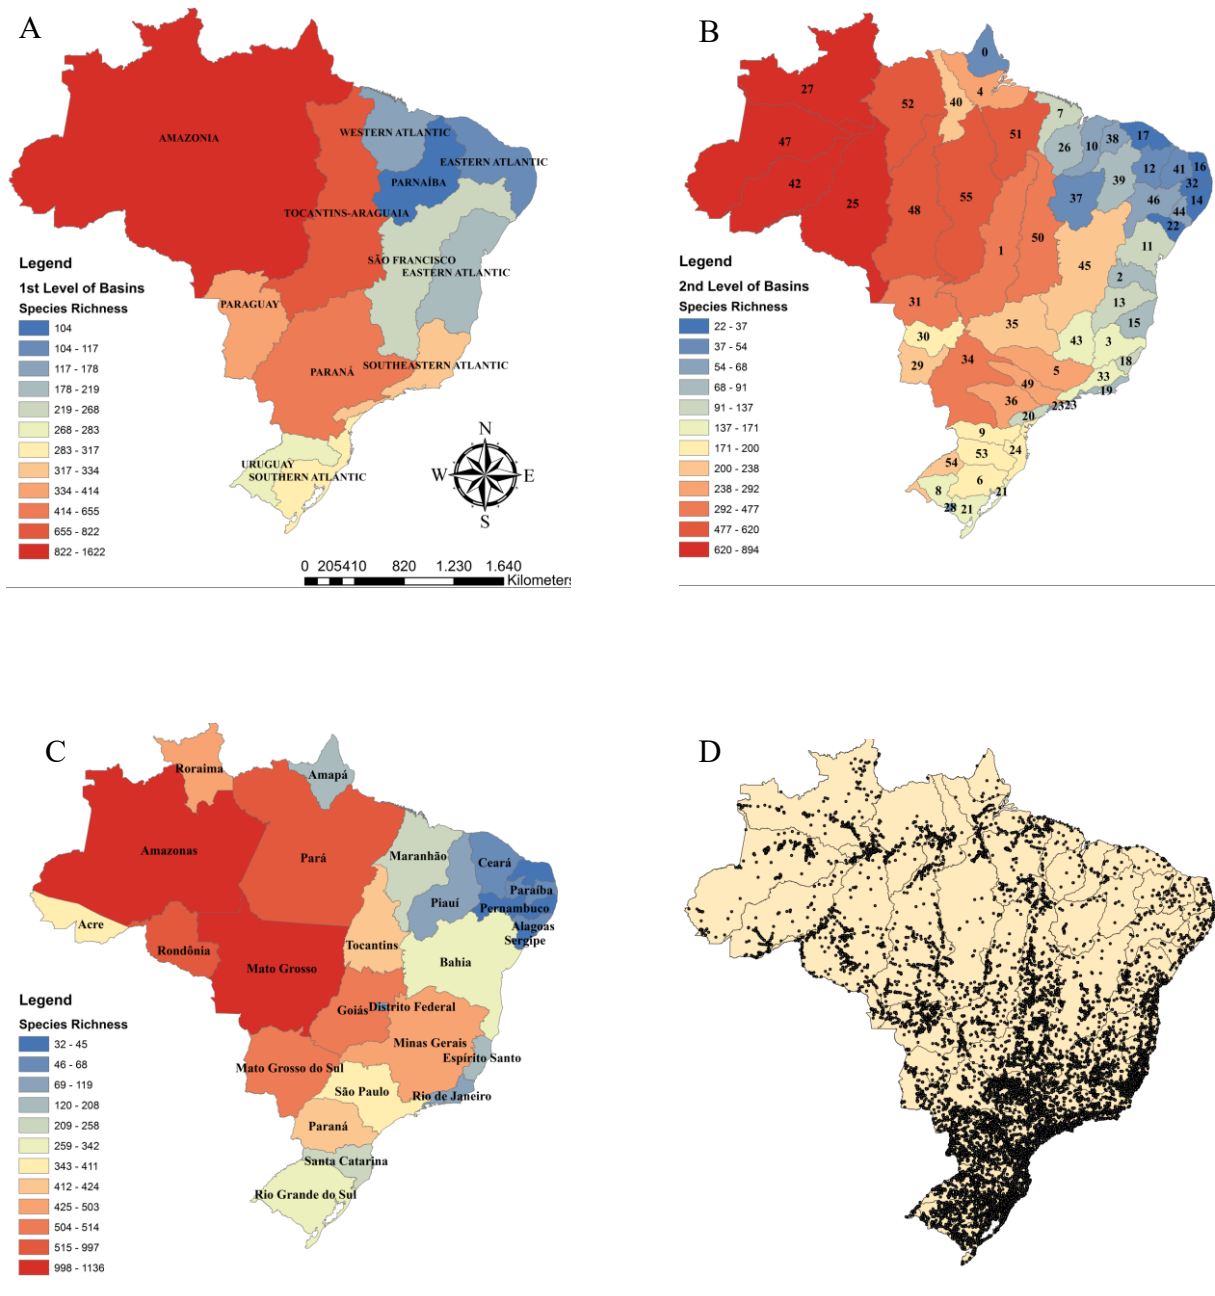 A
AMAZONIA
WESTERN ATLANTIC
EASTERN ATLANTIC
PARNAÍBA
TOCANTINS-ARAGUAIA
SÃO FRANCISCO
EASTERN ATLANTIC
PARAGUAY
SOUTHEASTERN ATLANTIC
PARANÁ
URUGUAY
SOUTHERN ATLANTIC
Legend
1st Level of Basins
Species Richness
104
104 - 117
117 - 178
178 - 219
219 - 268
268 - 283
283 - 317
317 - 334
334 - 414
414 - 655
655 - 822
822 - 1622
N
W E
S
0 205410 820 1.230 1.640
Kilometers
B
0
27
52
40
4
7
51
47
26
10
38
17
12
41
16
42
39
32
25
37
46
14
48
55
44
22
50
1
11
45
2
31
13
35
15
30
43
3
34
18
29
5
33
49
19
36
23
23
20
9
24
53
54
6
8
21
28
21
Legend
2nd Level of Basins
Species Richness
22 - 37
37 - 54
54 - 68
68 - 91
91 - 137
137 - 171
171 - 200
200 - 238
238 - 292
292 - 477
477 - 620
620 - 894
C
Roraima
Amapá
Amazonas
Pará
Maranhão
Ceará
Paraíba
Piauí
Pernambuco
Acre
Alagoas
Sergipe
Rondônia
Tocantins
Bahia
Mato Grosso
Goiás
Distrito Federal
Minas Gerais
Espírito Santo
Mato Grosso do Sul
São Paulo
Rio de Janeiro
Paraná
Santa Catarina
Rio Grande do Sul
Legend
Species Richness
32 - 45
46 - 68
69 - 119
120 - 208
209 - 258
259 - 342
343 - 411
412 - 424
425 - 503
504 - 514
515 - 997
998 - 1136
D